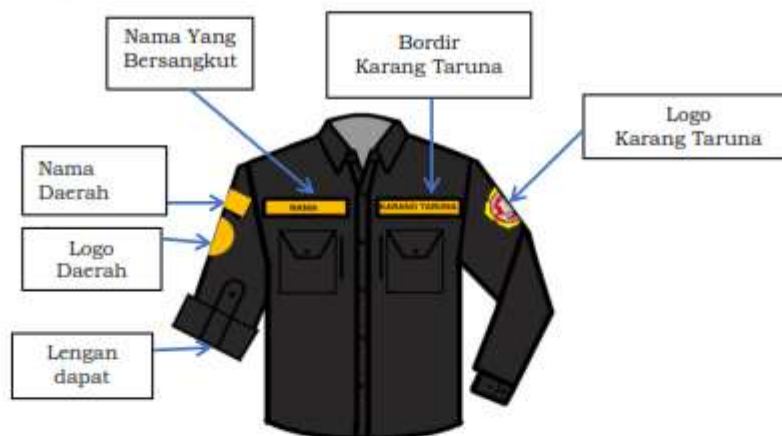 Nama Yang
Bersangkut
Bordir
Karang Taruna
Logo
Karang Taruna
Nama
Daerah
NAMA
KARANG TARUNA
Logo
Daerah
Lengan
dapat